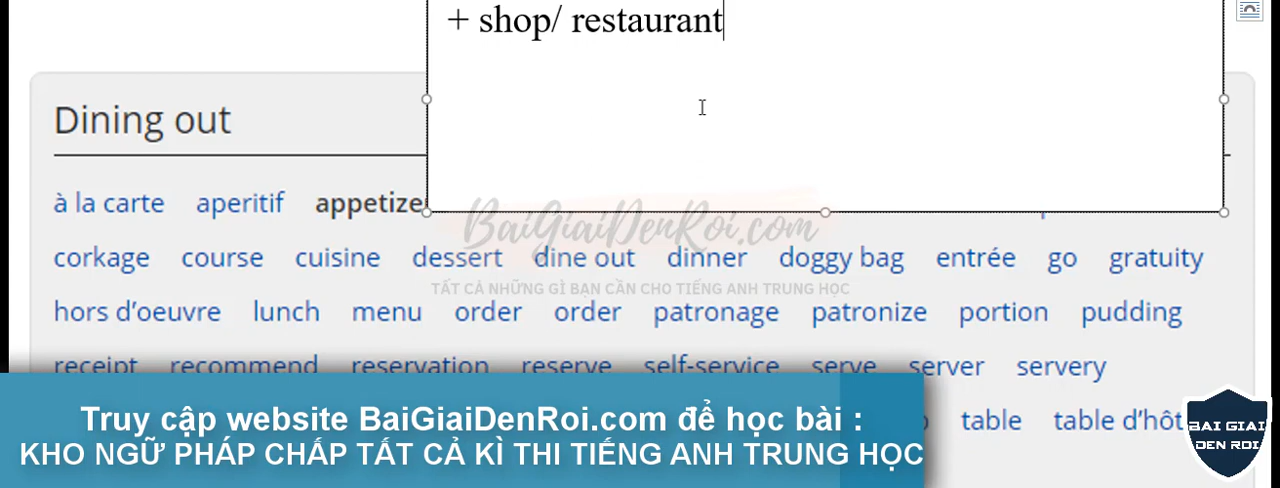 + shop/ restaurant
Dining out
à la carte aperitif appetize
BaiGiaiDenRoi.com
corkage course cuisine dessert dine out dinner doggy bag entrée go gratuity
TẤT CẢ NHỮNG GÌ BẠN CẦN CHO TIẾNG ANH TRUNG HỌC
hors d’oeuvre lunch menu order order patronage patronize portion pudding
receipt recommend reservation reserve self-service serve server servery
table table d’hôt
Truy cập website BaiGiaiDenRoi.com để học bài :
KHO NGỮ PHÁP CHẤP TẤT CẢ KÌ THI TIẾNG ANH TRUNG HỌC
BAI GIAI
DEN ROI